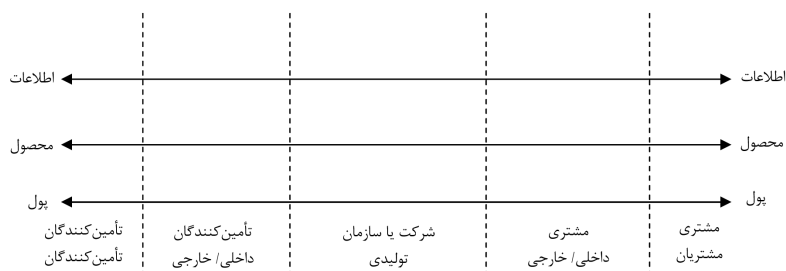 اطلاعات
اطلاعات
محصول
محصول
پول
پول
مشتری
مشتریان
مشتری
داخلی/ خارجی
شرکت یا سازمان
تولیدی
تأمین‌کنندگان
داخلی/ خارجی
تأمین‌کنندگان
تأمین‌کنندگان